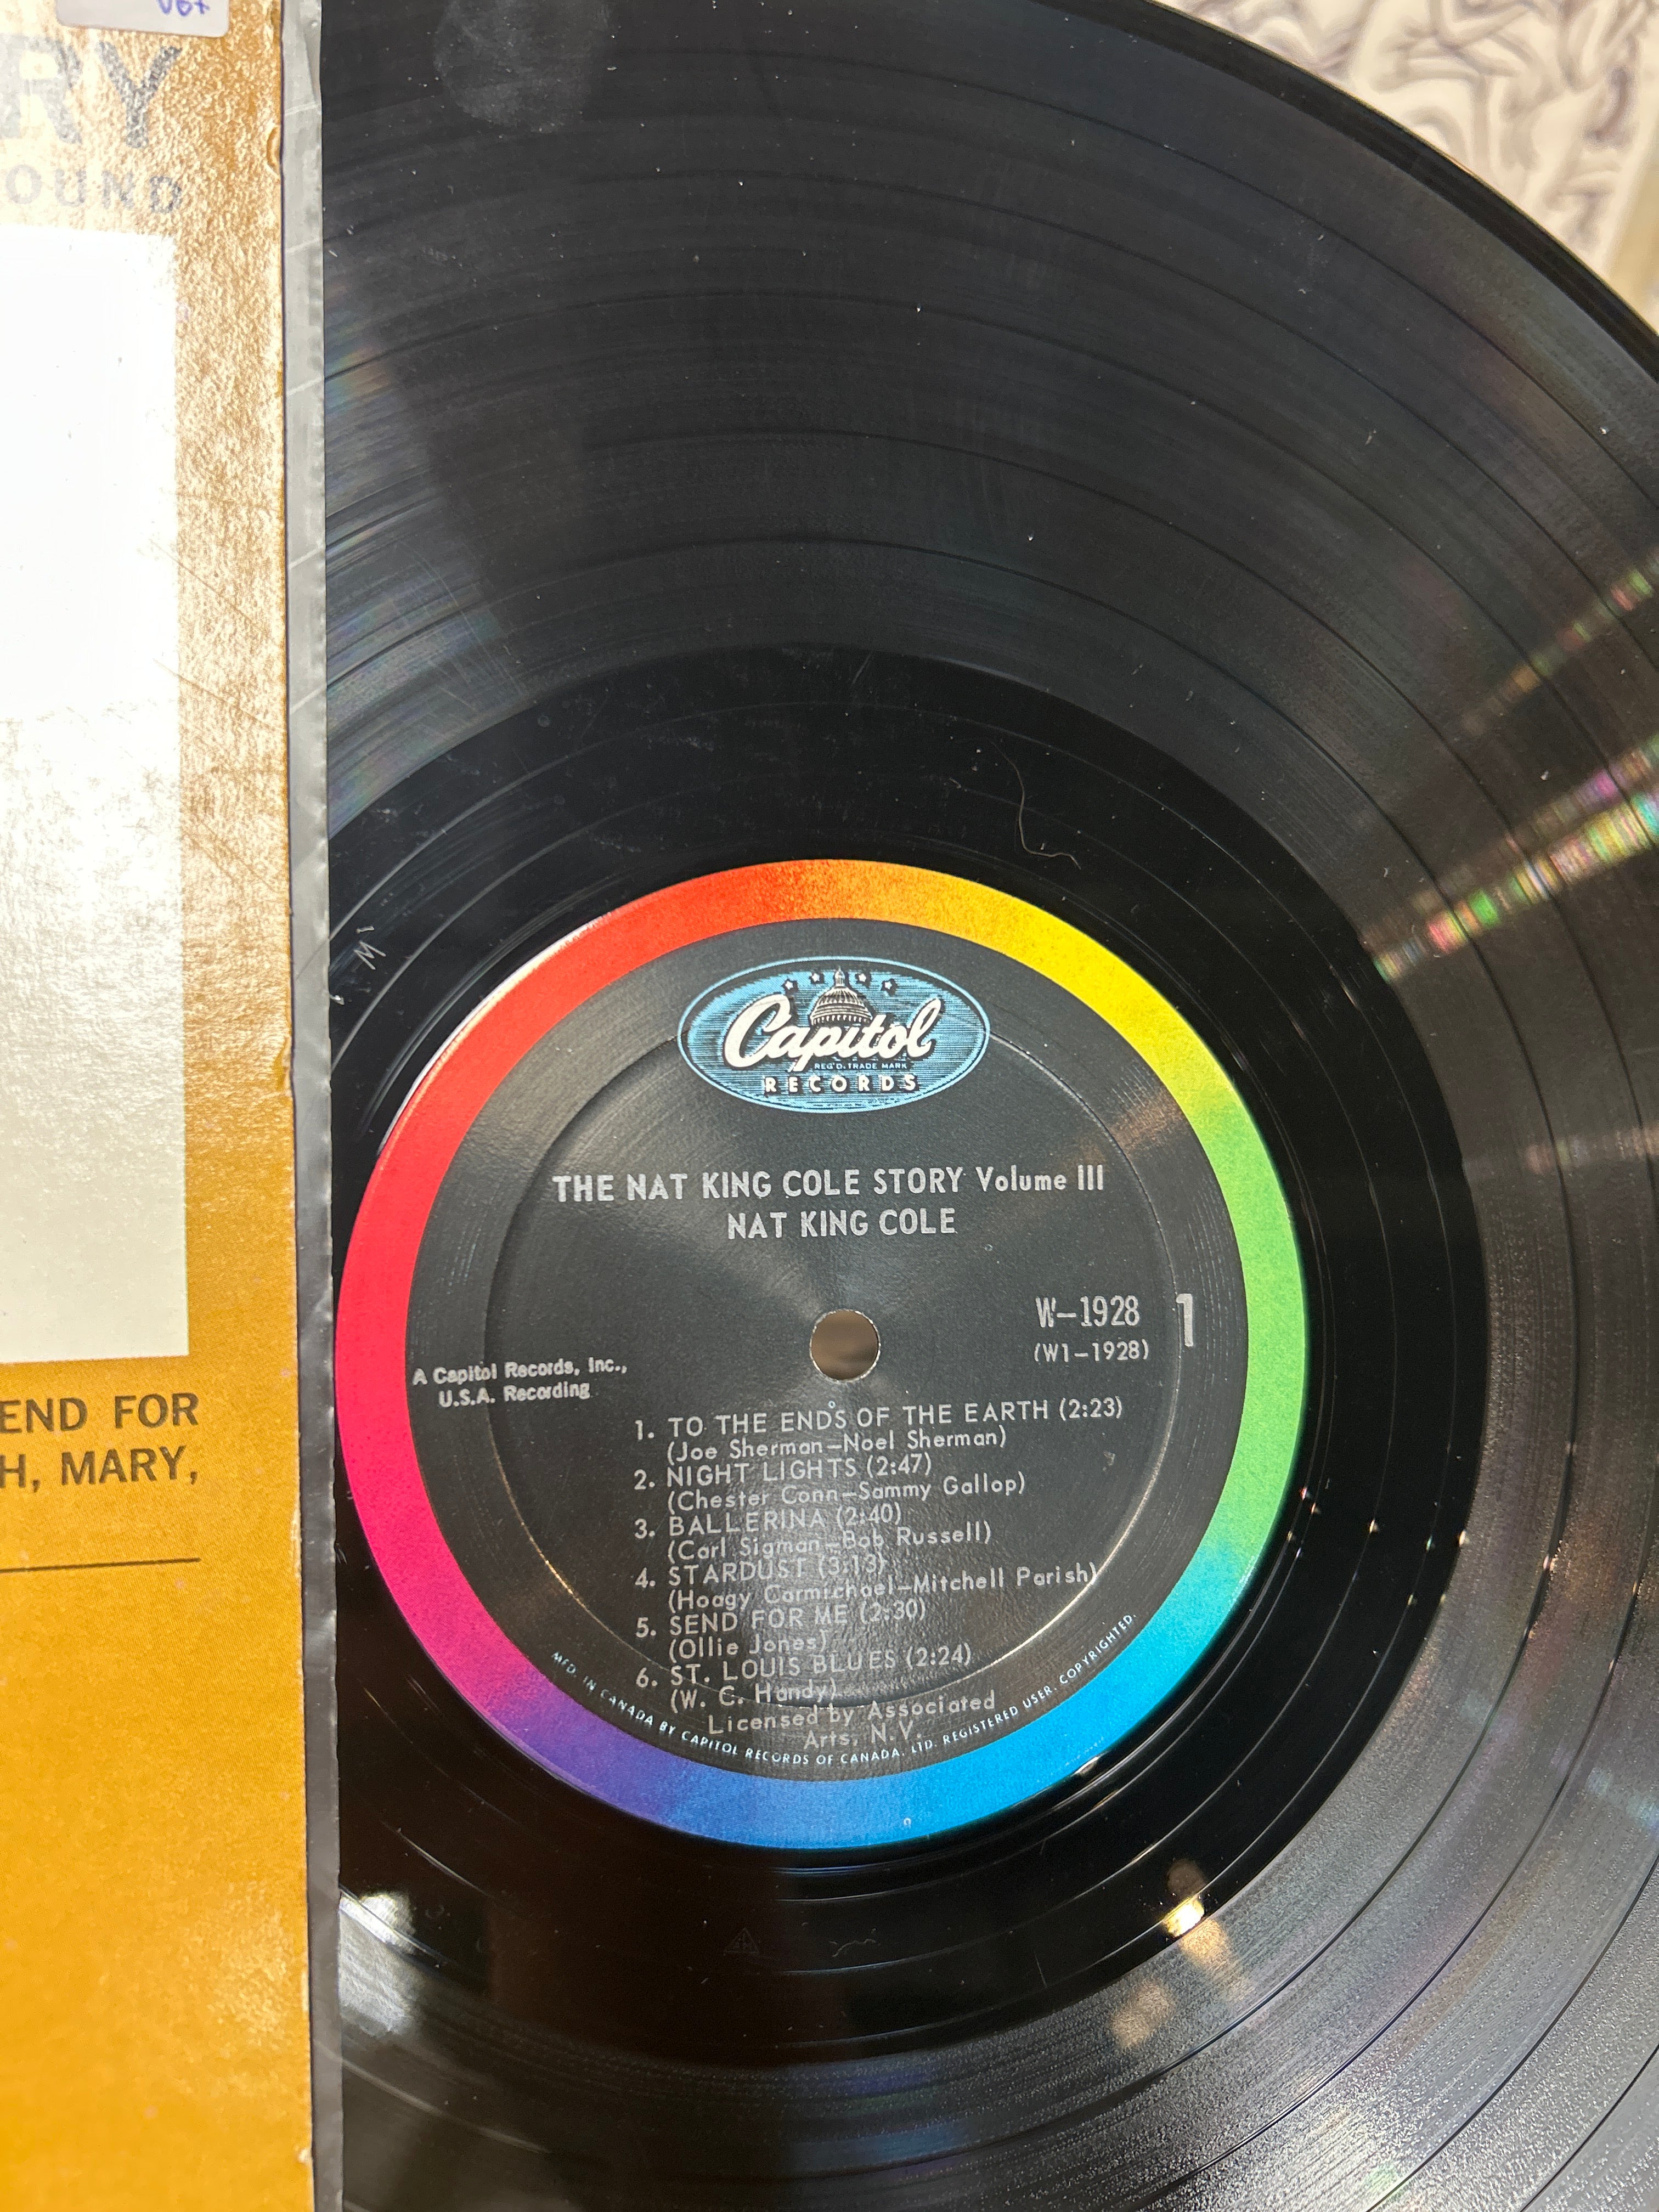 VG+
RY
OUND
END FOR
H, MARY,
Capitol
REG'D. TRADE MARK
RECORDS
THE NAT KING COLE STORY Volume III
NAT KING COLE
W-1928 1
(W1-1928)
A Capitol Records, Inc.,
U.S.A. Recording
1. TO THE ENDS OF THE EARTH (2:23)
(Joe Sherman-Noel Sherman)
2. NIGHT LIGHTS (2:47)
(Chester Conn-Sammy Gallop)
3. BALLERINA (2:40)
(Carl Sigman-Bob Russell)
4. STARDUST (3:13)
(Hoagy Carmichael-Mitchell Parish)
5. SEND FOR ME (2:30)
(Ollie Jones)
6. ST. LOUIS BLUES (2:24)
(W. C. Handy)
Licensed by Associated
Arts, N.V.
MFD. IN CANADA BY CAPITOL RECORDS OF CANADA, LTD. REGISTERED USER. COPYRIGHTED.